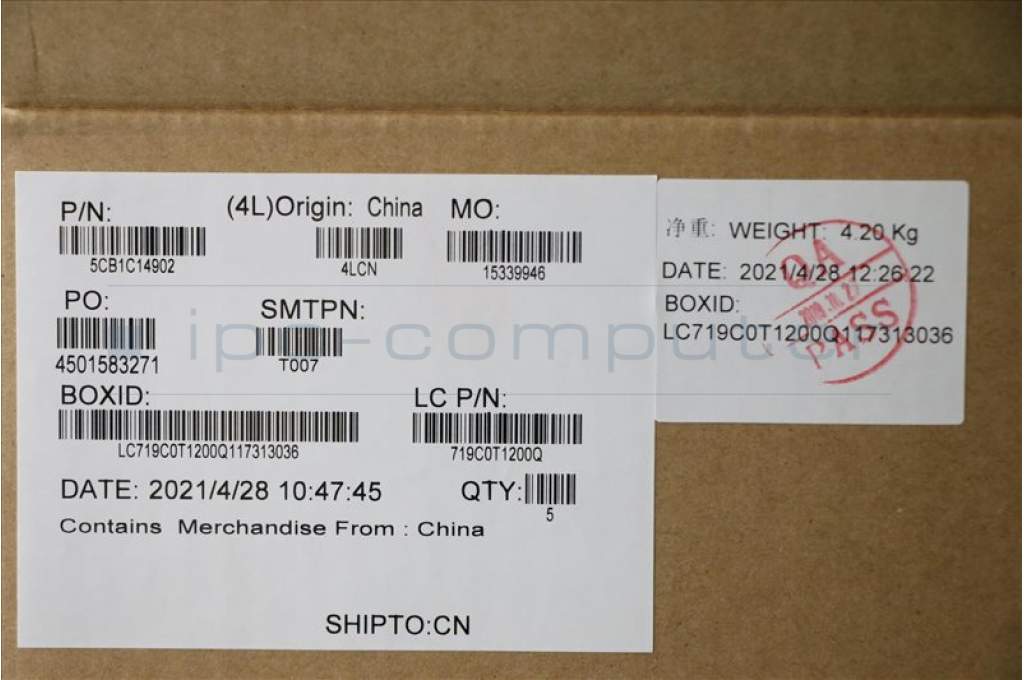 P/N: (4L)Origin: China MO:
5CB1C14902 4LCN 15339946
PO: SMTPN:
4501583271 T007
BOXID: LC P/N:
LC719C0T1200Q117313036 719C0T1200Q
DATE: 2021/4/28 10:47:45 QTY:
5
Contains Merchandise From : China
SHIPTO:CN
净重: WEIGHT: 4.20 Kg
DATE: 2021/4/28 12:26:22
BOXID:
LC719C0T1200Q117313036
QA
PASS
ipc-computer